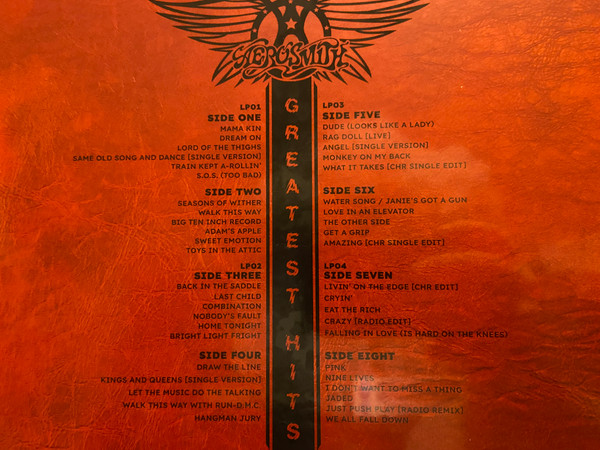 AEROSMITH
GREATEST HITS
LP01
SIDE ONE
MAMA KIN
DREAM ON
LORD OF THE THIGHS
SAME OLD SONG AND DANCE [SINGLE VERSION]
TRAIN KEPT A-ROLLIN'
S.O.S. (TOO BAD)
SIDE TWO
SEASONS OF WITHER
WALK THIS WAY
BIG TEN INCH RECORD
ADAM'S APPLE
SWEET EMOTION
TOYS IN THE ATTIC
LP02
SIDE THREE
BACK IN THE SADDLE
LAST CHILD
COMBINATION
NOBODY'S FAULT
HOME TONIGHT
BRIGHT LIGHT FRIGHT
SIDE FOUR
DRAW THE LINE
KINGS AND QUEENS [SINGLE VERSION]
LET THE MUSIC DO THE TALKING
WALK THIS WAY WITH RUN-D.M.C.
HANGMAN JURY
LP03
SIDE FIVE
DUDE (LOOKS LIKE A LADY)
RAG DOLL [LIVE]
ANGEL [SINGLE VERSION]
MONKEY ON MY BACK
WHAT IT TAKES [CHR SINGLE EDIT]
SIDE SIX
WATER SONG / JANIE'S GOT A GUN
LOVE IN AN ELEVATOR
THE OTHER SIDE
GET A GRIP
AMAZING [CHR SINGLE EDIT]
LP04
SIDE SEVEN
LIVIN' ON THE EDGE [CHR EDIT]
CRYIN'
EAT THE RICH
CRAZY [RADIO EDIT]
FALLING IN LOVE (IS HARD ON THE KNEES)
SIDE EIGHT
PINK
NINE LIVES
I DON'T WANT TO MISS A THING
JADED
JUST PUSH PLAY [RADIO REMIX]
WE ALL FALL DOWN